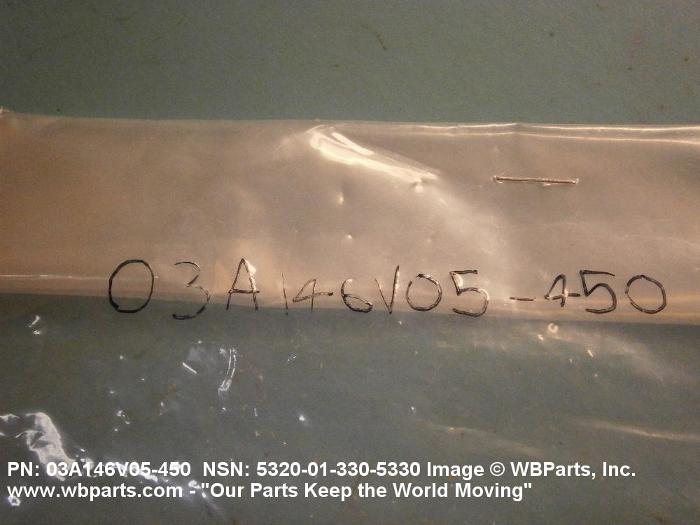 03A146V05-450
PN: 03A146V05-450 NSN: 5320-01-330-5330 Image © WBParts, Inc.
www.wbparts.com - "Our Parts Keep the World Moving"